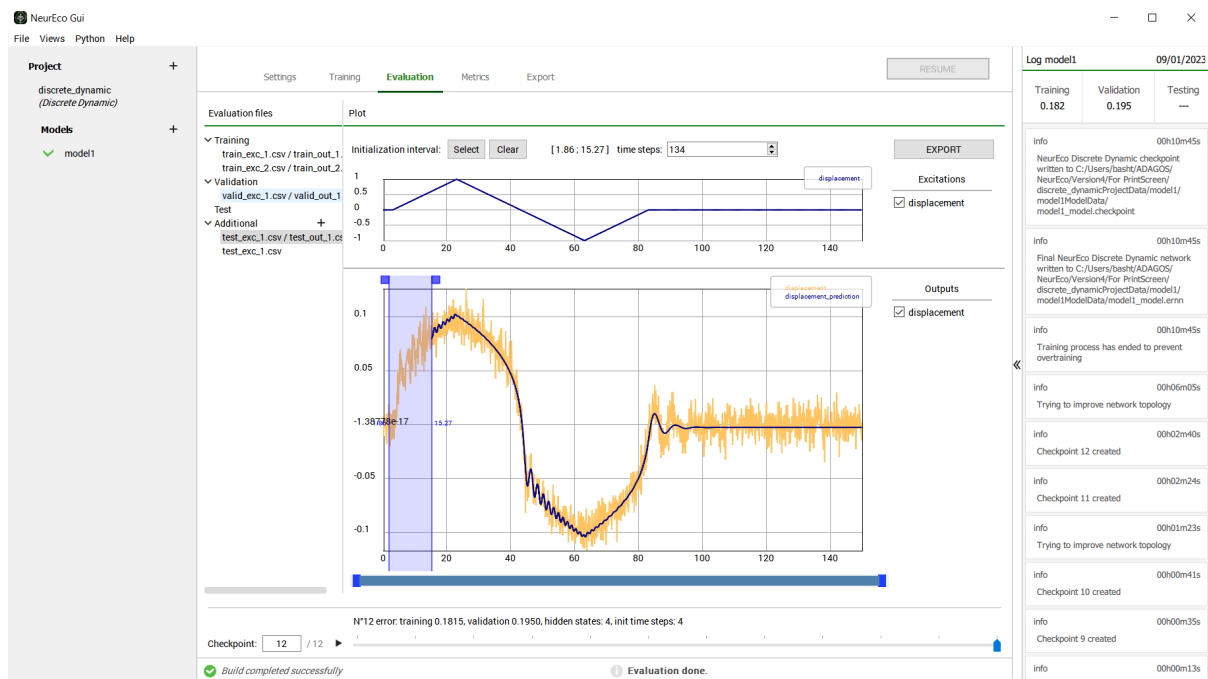 NeurEco Gui
File Views Python Help
Project +
discrete_dynamic
(Discrete Dynamic)
Models +
model1
Settings Training Evaluation Metrics Export
RESUME
Evaluation files
Training
train_exc_1.csv / train_out_1.
train_exc_2.csv / train_out_2.
Validation
valid_exc_1.csv / valid_out_1
Test
Additional +
test_exc_1.csv / test_out_1.cs
test_exc_1.csv
Plot
Initialization interval: Select Clear [ 1.86 ; 15.27 ] time steps: 134
EXPORT
displacement
1
0.5
0
-0.5
-1
0 20 40 60 80 100 120 140
Excitations
displacement
displacement
displacement_prediction
0.1
0.05
-1.38778e-17
15.27
-0.05
-0.1
0 20 40 60 80 100 120 140
Outputs
displacement
N°12 error: training 0.1815, validation 0.1950, hidden states: 4, init time steps: 4
Checkpoint: 12 / 12
Build completed successfully
Evaluation done.
Log model1 09/01/2023
Training Validation Testing
0.182 0.195 ---
info 00h10m45s
NeurEco Discrete Dynamic checkpoint
written to C:/Users/basht/ADAGOS/
NeurEco/Version4/For PrintScreen/
discrete_dynamicProjectData/model1/
model1ModelData/
model1_model.checkpoint
info 00h10m45s
Final NeurEco Discrete Dynamic network
written to C:/Users/basht/ADAGOS/
NeurEco/Version4/For PrintScreen/
discrete_dynamicProjectData/model1/
model1ModelData/model1_model.ernn
info 00h10m45s
Training process has ended to prevent
overtraining
info 00h06m05s
Trying to improve network topology
info 00h02m40s
Checkpoint 12 created
info 00h02m24s
Checkpoint 11 created
info 00h01m23s
Trying to improve network topology
info 00h00m41s
Checkpoint 10 created
info 00h00m35s
Checkpoint 9 created
info 00h00m13s